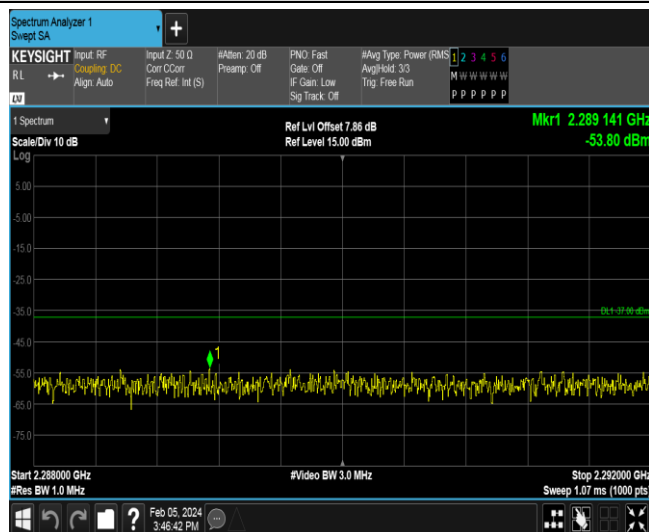 Spectrum Analyzer 1
Swept SA
+
KEYSIGHT
RL
LXI
Input: RF
Coupling: DC
Align: Auto
Input Z: 50 Ω
Corr CCorr
Freq Ref: Int (S)
#Atten: 20 dB
Preamp: Off
PNO: Fast
Gate: Off
IF Gain: Low
Sig Track: Off
#Avg Type: Power (RMS
Avg|Hold: 3/3
Trig: Free Run
1 2 3 4 5 6
M W W W W W
P P P P P P
1 Spectrum
Scale/Div 10 dB
Log
Ref Lvl Offset 7.86 dB
Ref Level 15.00 dBm
Mkr1 2.289 141 GHz
-53.80 dBm
5.00
-5.00
-15.0
-25.0
-35.0
-45.0
-55.0
-65.0
-75.0
DL1 -37.00 dBm
1
Start 2.288000 GHz
#Res BW 1.0 MHz
#Video BW 3.0 MHz
Stop 2.292000 GHz
Sweep 1.07 ms (1000 pts)
?
Feb 05, 2024
3:46:42 PM